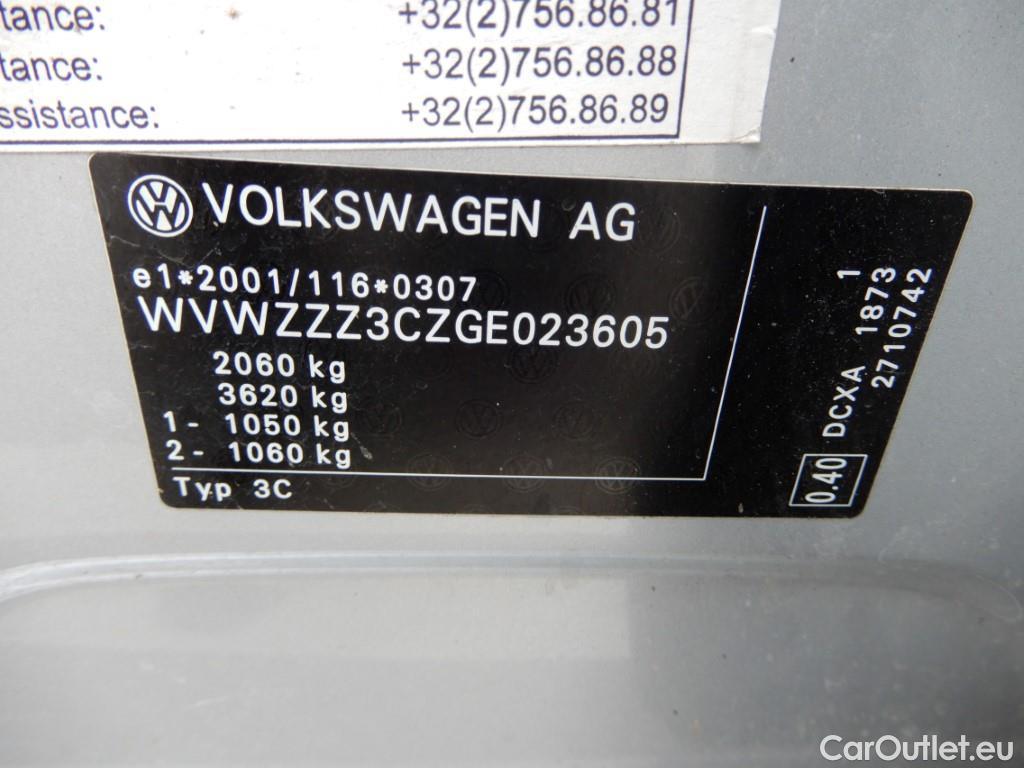 tance: +32(2)756.86.81
tance: +32(2)756.86.88
ssistance: +32(2)756.86.89
VOLKSWAGEN AG
e1*2001/116*0307
WVWZZZ3CZGE023605
2060 kg
3620 kg
1- 1050 kg
2- 1060 kg
Typ 3C
1
1873
2710742
0.40 DCXA
CarOutlet.eu